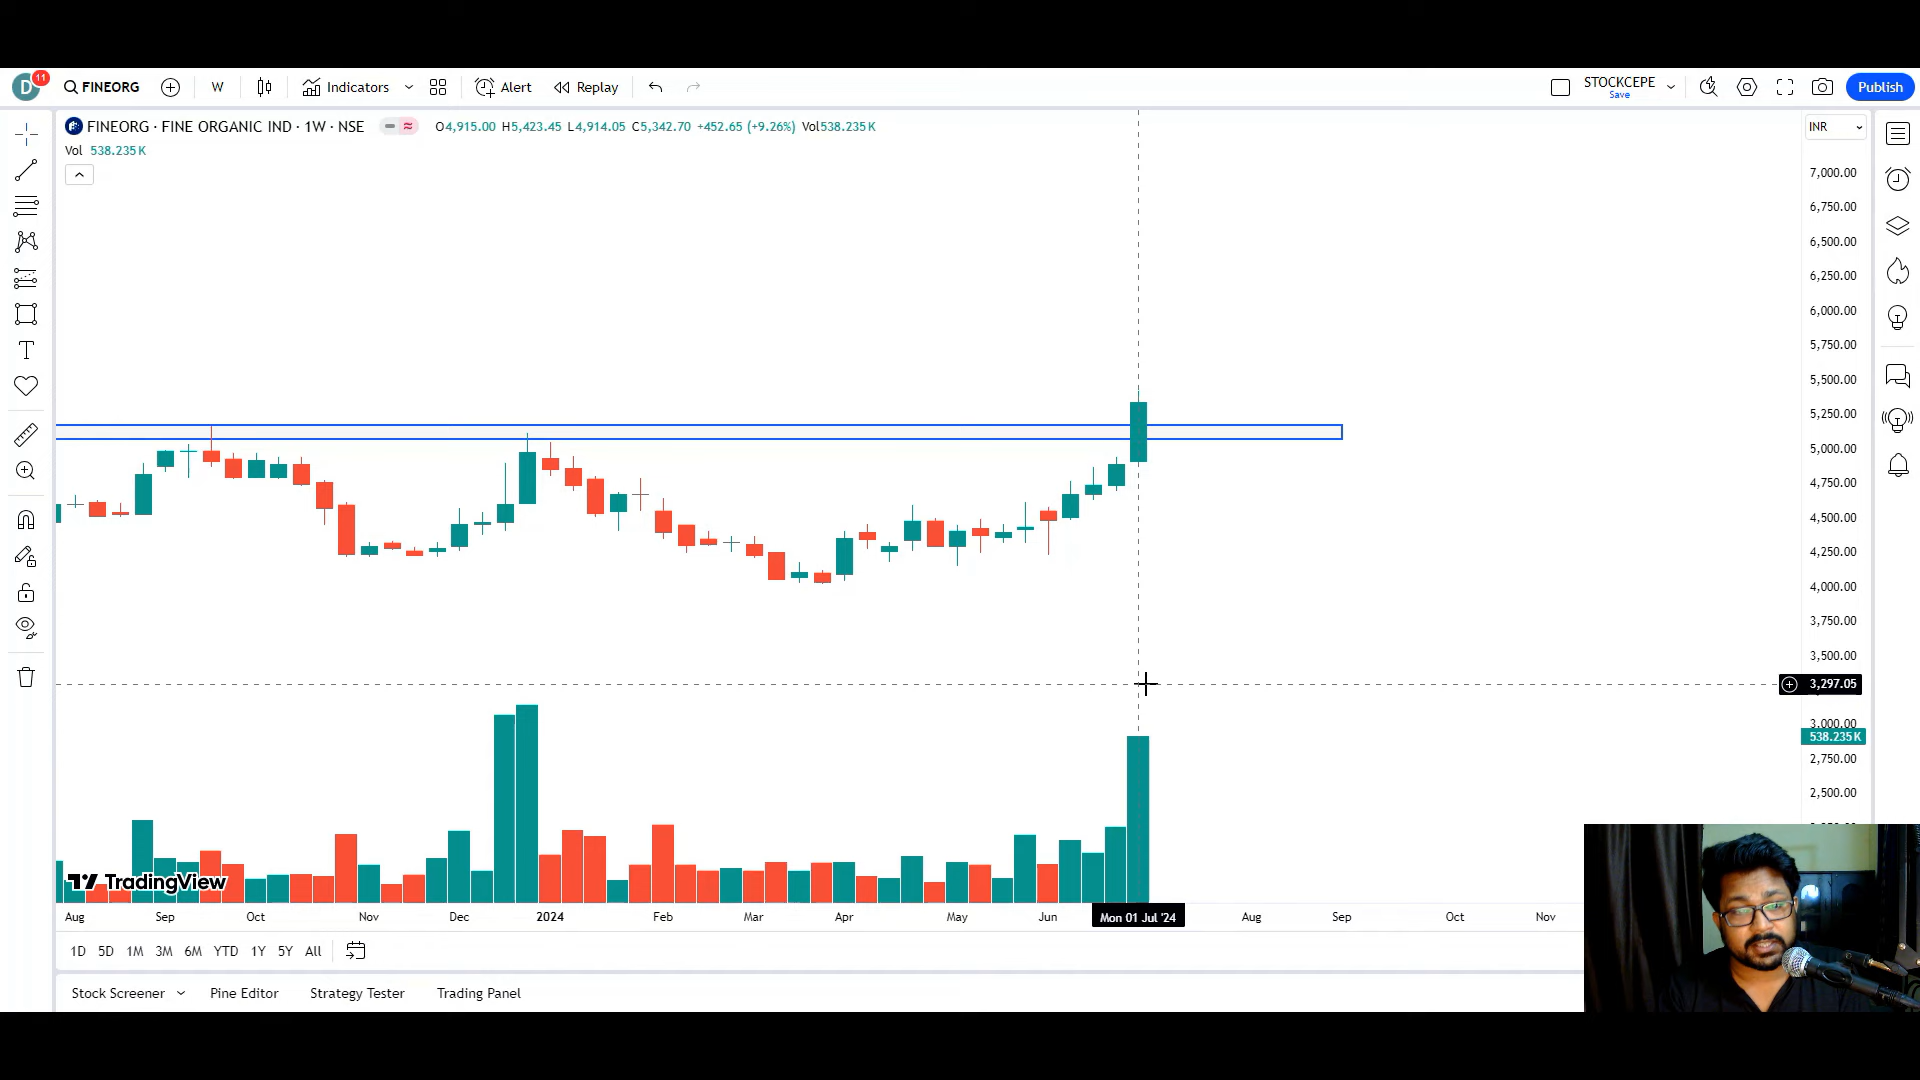 D 11 FINEORG W Indicators Alert Replay STOCKCEPE Save Publish
FINEORG · FINE ORGANIC IND · 1W · NSE O4,915.00 H5,423.45 L4,914.05 C5,342.70 +452.65 (+9.26%) Vol538.235K INR
Vol 538.235K
7,000.00
6,750.00
6,500.00
6,250.00
6,000.00
5,750.00
5,500.00
5,250.00
5,000.00
4,750.00
4,500.00
4,250.00
4,000.00
3,750.00
3,500.00
3,297.05
3,000.00
538.235K
2,750.00
2,500.00
TradingView
Aug Sep Oct Nov Dec 2024 Feb Mar Apr May Jun Mon 01 Jul '24 Aug Sep Oct Nov
1D 5D 1M 3M 6M YTD 1Y 5Y All
Stock Screener Pine Editor Strategy Tester Trading Panel